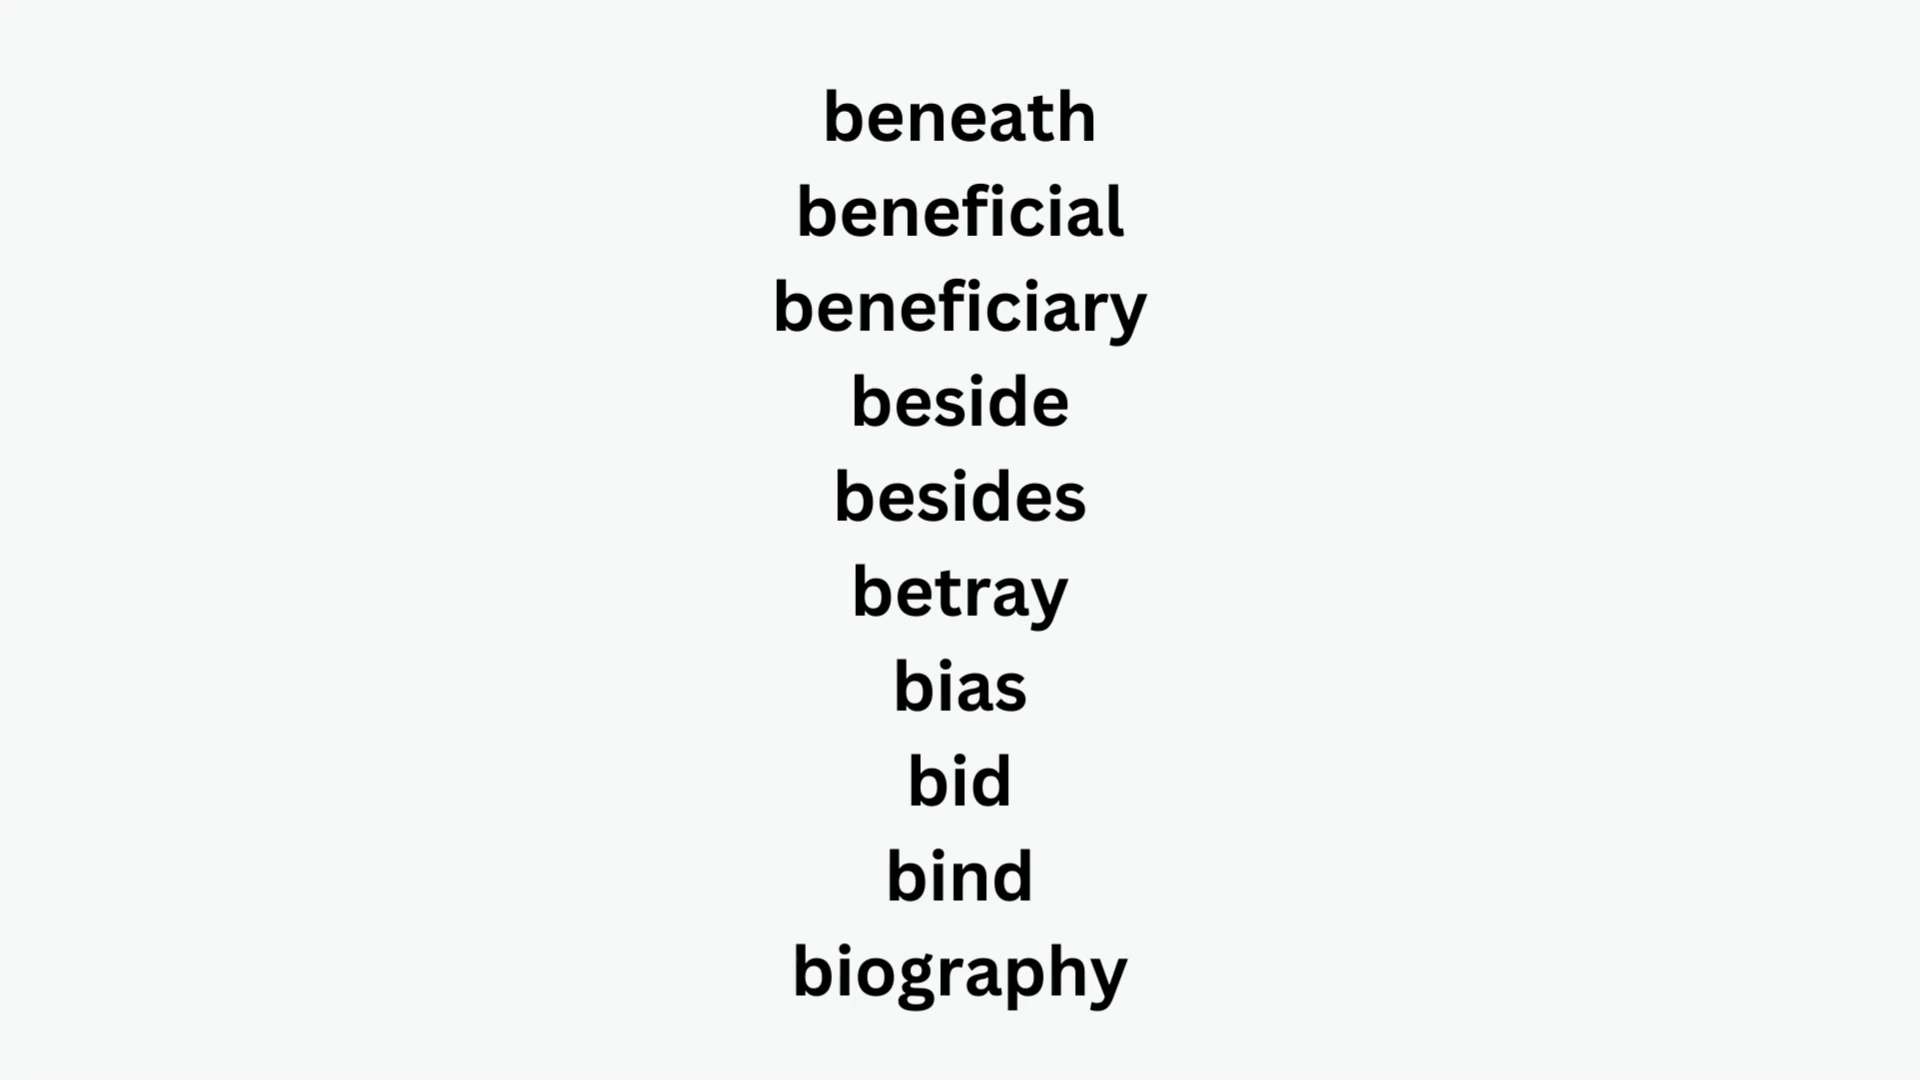 beneath
beneficial
beneficiary
beside
besides
betray
bias
bid
bind
biography